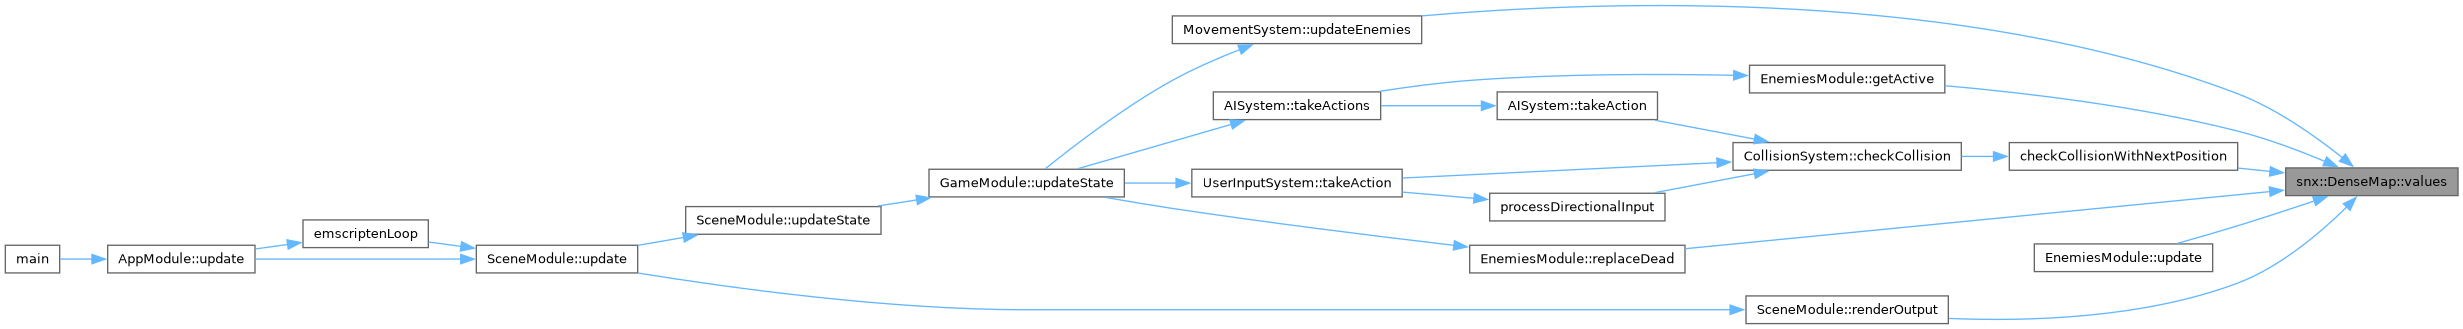 MovementSystem::updateEnemies
EnemiesModule::getActive
AISystem::takeActions
AISystem::takeAction
CollisionSystem::checkCollision
checkCollisionWithNextPosition
snx::DenseMap::values
GameModule::updateState
UserInputSystem::takeAction
processDirectionalInput
SceneModule::updateState
emscriptenLoop
main
AppModule::update
SceneModule::update
EnemiesModule::replaceDead
EnemiesModule::update
SceneModule::renderOutput